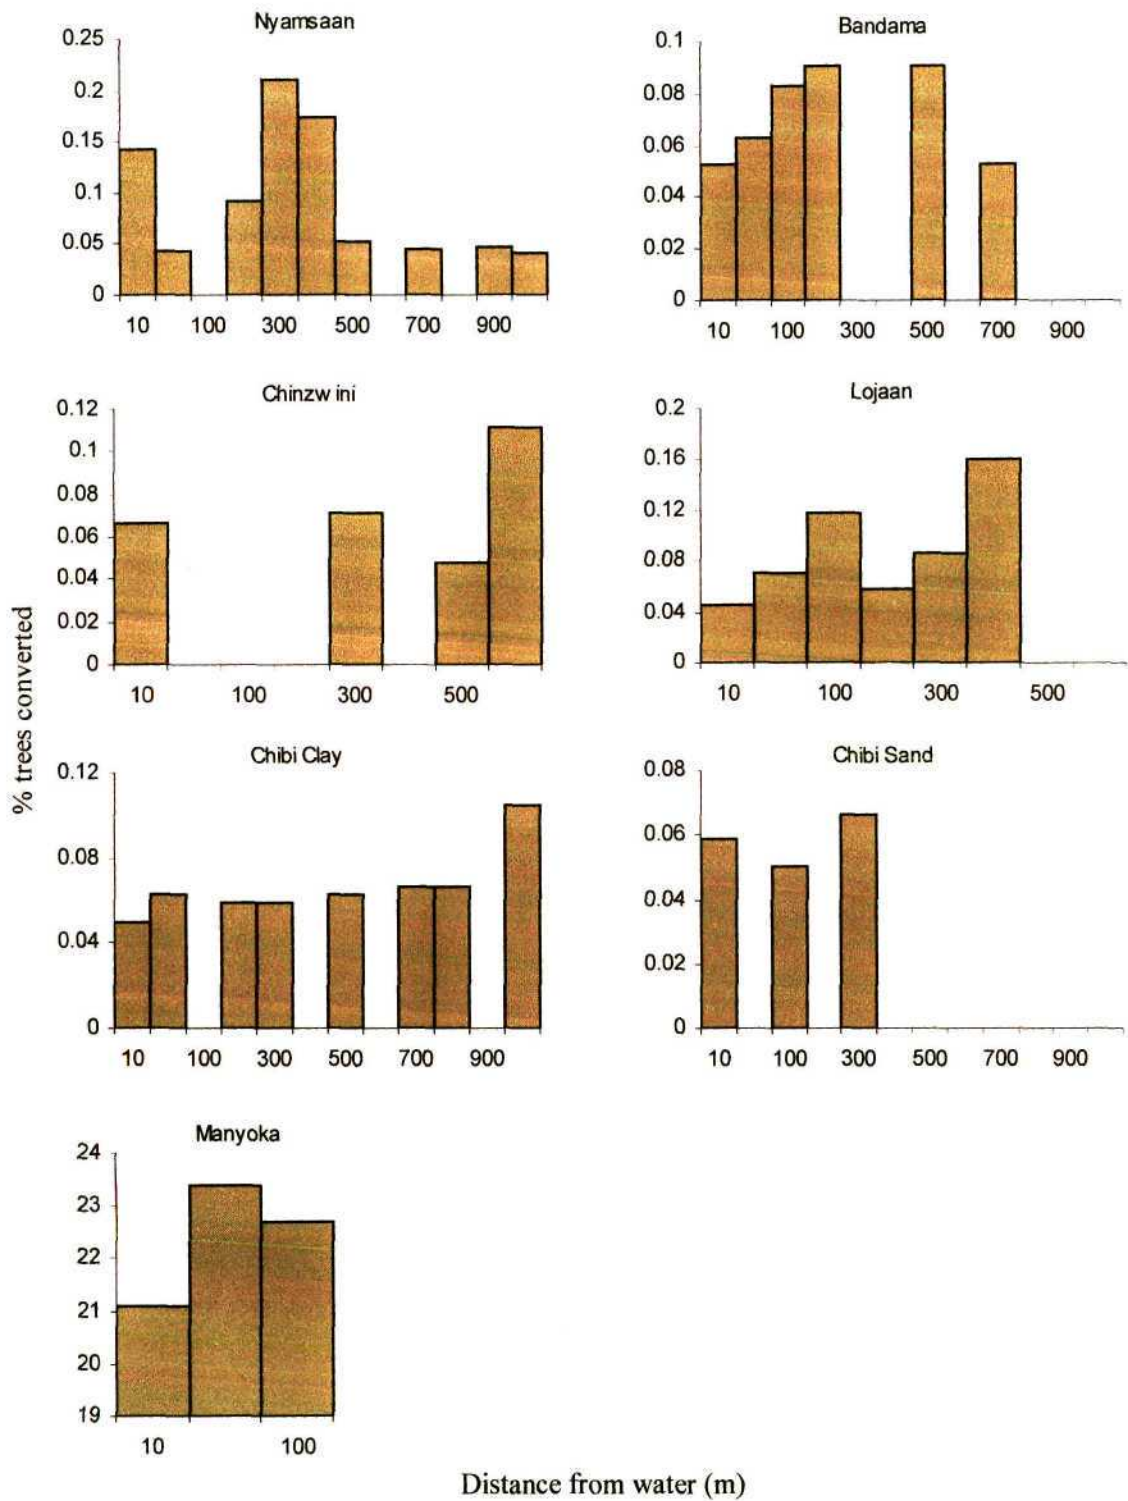 Nyamsaan
0.25
0.2
0.15
0.1
0.05
0
10 100 300 500 700 900
Bandama
0.1
0.08
0.06
0.04
0.02
0
10 100 300 500 700 900
Chinzw ini
0.12
0.1
0.08
0.06
0.04
0.02
0
10 100 300 500
Lojaan
0.2
0.16
0.12
0.08
0.04
0
10 100 300 500
% trees converted
Chibi Clay
0.12
0.08
0.04
0
10 100 300 500 700 900
Chibi Sand
0.08
0.06
0.04
0.02
0
10 100 300 500 700 900
Manyoka
24
23
22
21
20
19
10 100
Distance from water (m)